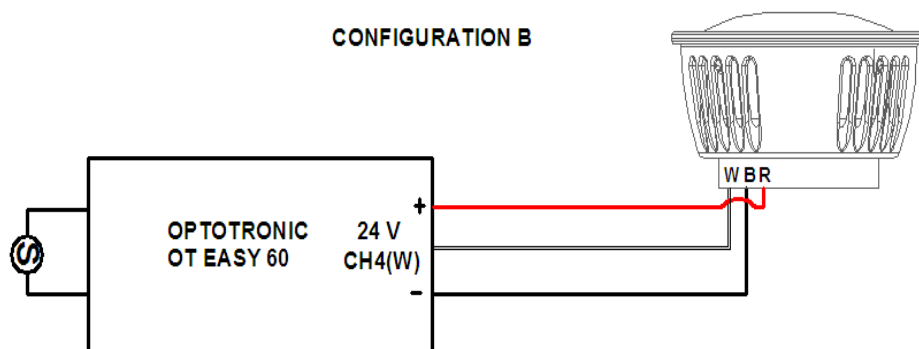 CONFIGURATION B
W B R
+
OPTOTRONIC 24 V
OT EASY 60 CH4(W)
−
S